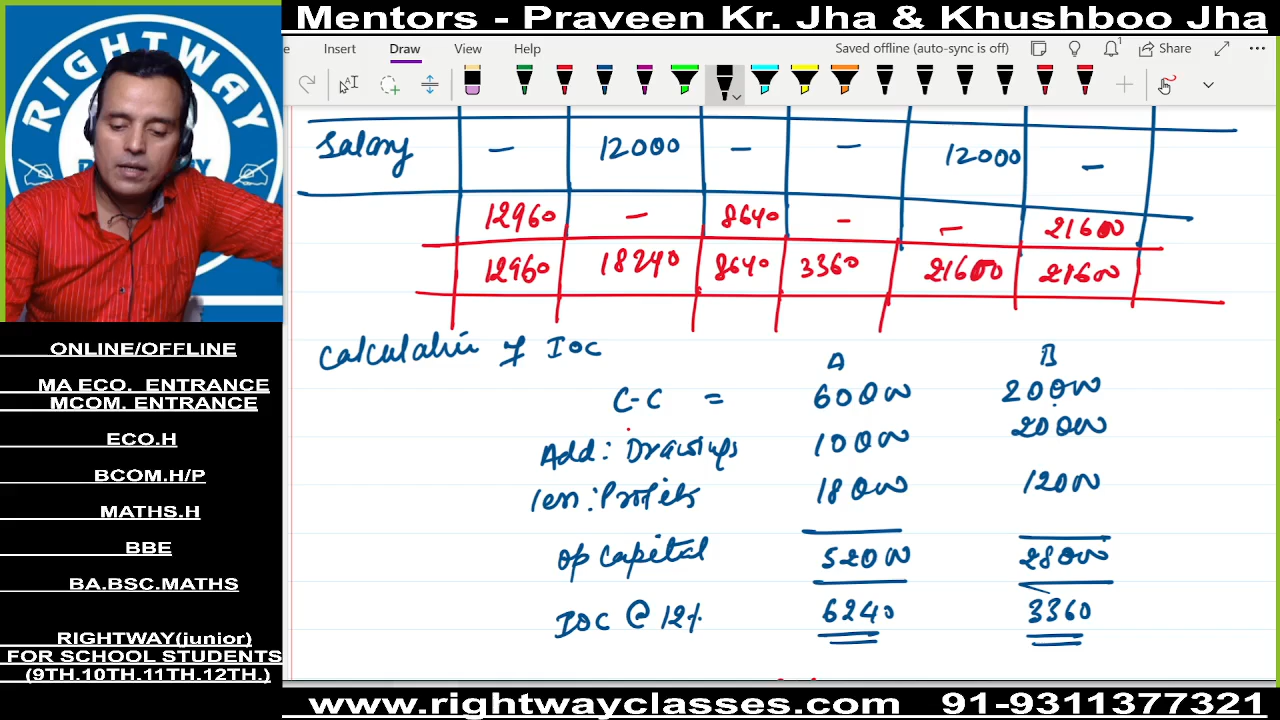 Mentors - Praveen Kr. Jha & Khushboo Jha
RIGHTWAY
Insert Draw View Help Saved offline (auto-sync is off) Share
Salary - 12000 - - 12000 -
12960 - 8640 - - 21600
12960 18240 8640 3360 21600 21600
Calculation of IOC
A B
C-C = 60000 20000
Add: Drawings 10000 20000
less: Profits 18000 12000
op capital 52000 28000
IOC @ 12% 6240 3360
ONLINE/OFFLINE
MA ECO. ENTRANCE
MCOM. ENTRANCE
ECO.H
BCOM.H/P
MATHS.H
BBE
BA.BSC.MATHS
RIGHTWAY(junior)
FOR SCHOOL STUDENTS
(9TH.10TH.11TH.12TH.)
www.rightwayclasses.com 91-9311377321